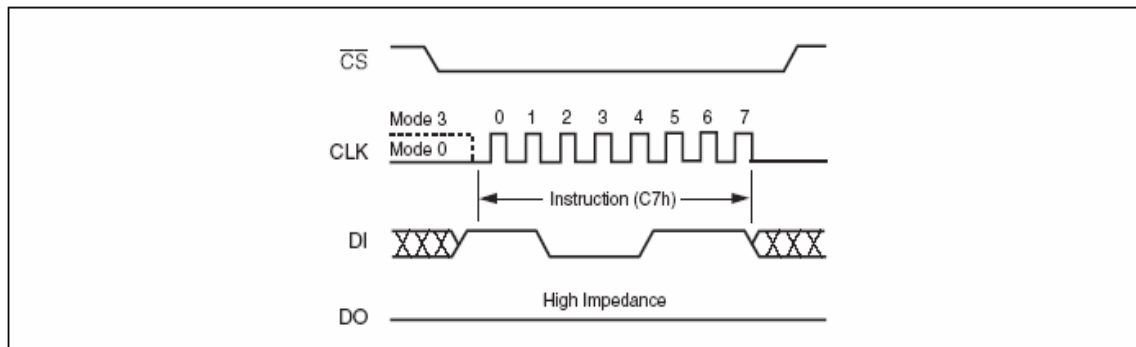 CS
Mode 3
0 1 2 3 4 5 6 7
CLK
Mode 0
Instruction (C7h)
DI
High Impedance
DO